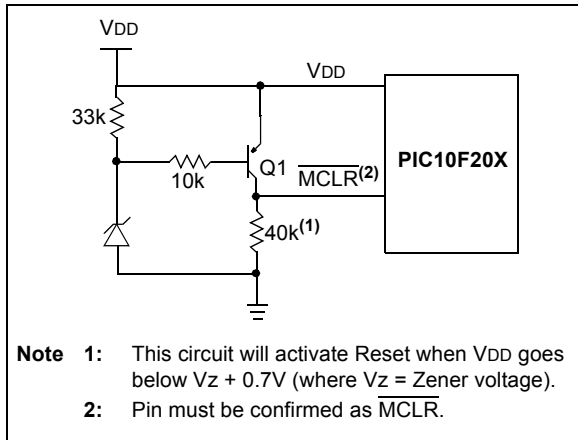 VDD
VDD
33k
Q1
10k
MCLR(2)
PIC10F20X
40k(1)
Note 1: This circuit will activate Reset when VDD goes
below Vz + 0.7V (where Vz = Zener voltage).
2: Pin must be confirmed as MCLR.